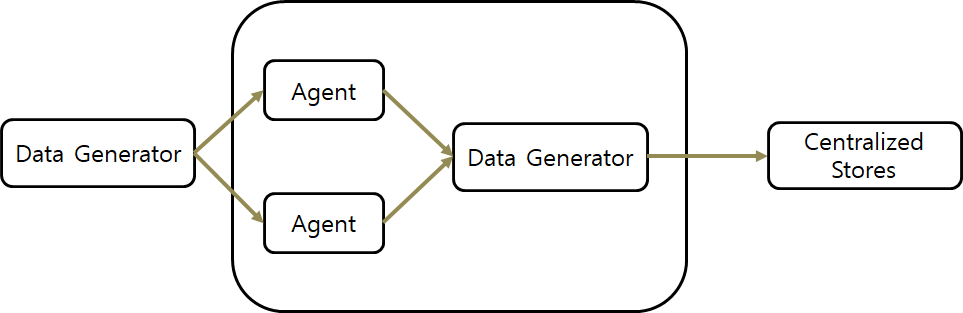 Data Generator
Agent
Agent
Data Generator
Centralized
Stores